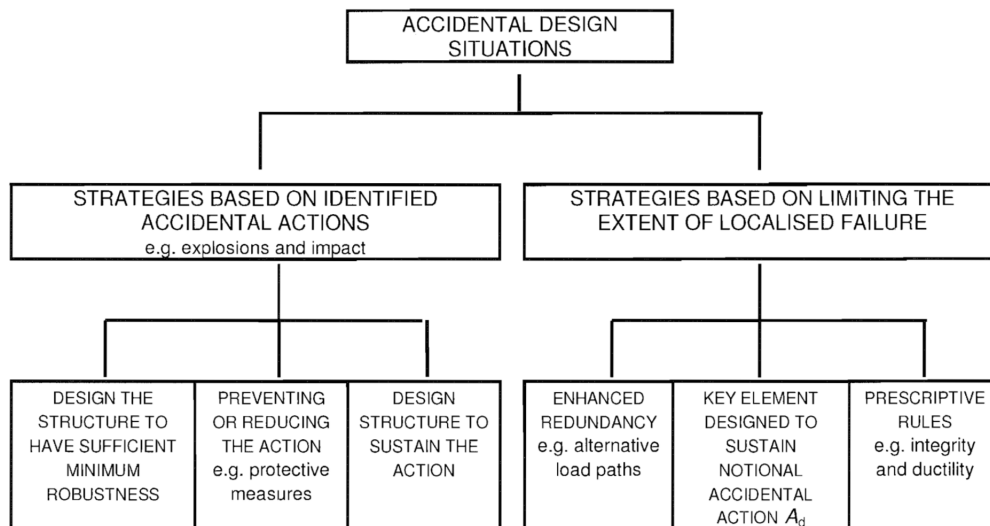 ACCIDENTAL DESIGN
SITUATIONS
STRATEGIES BASED ON IDENTIFIED
ACCIDENTAL ACTIONS
e.g. explosions and impact
STRATEGIES BASED ON LIMITING THE
EXTENT OF LOCALISED FAILURE
DESIGN THE
STRUCTURE TO
HAVE SUFFICIENT
MINIMUM
ROBUSTNESS
PREVENTING
OR REDUCING
THE ACTION
e.g. protective
measures
DESIGN
STRUCTURE TO
SUSTAIN THE
ACTION
ENHANCED
REDUNDANCY
e.g. alternative
load paths
KEY ELEMENT
DESIGNED TO
SUSTAIN
NOTIONAL
ACCIDENTAL
ACTION Ad
PRESCRIPTIVE
RULES
e.g. integrity
and ductility